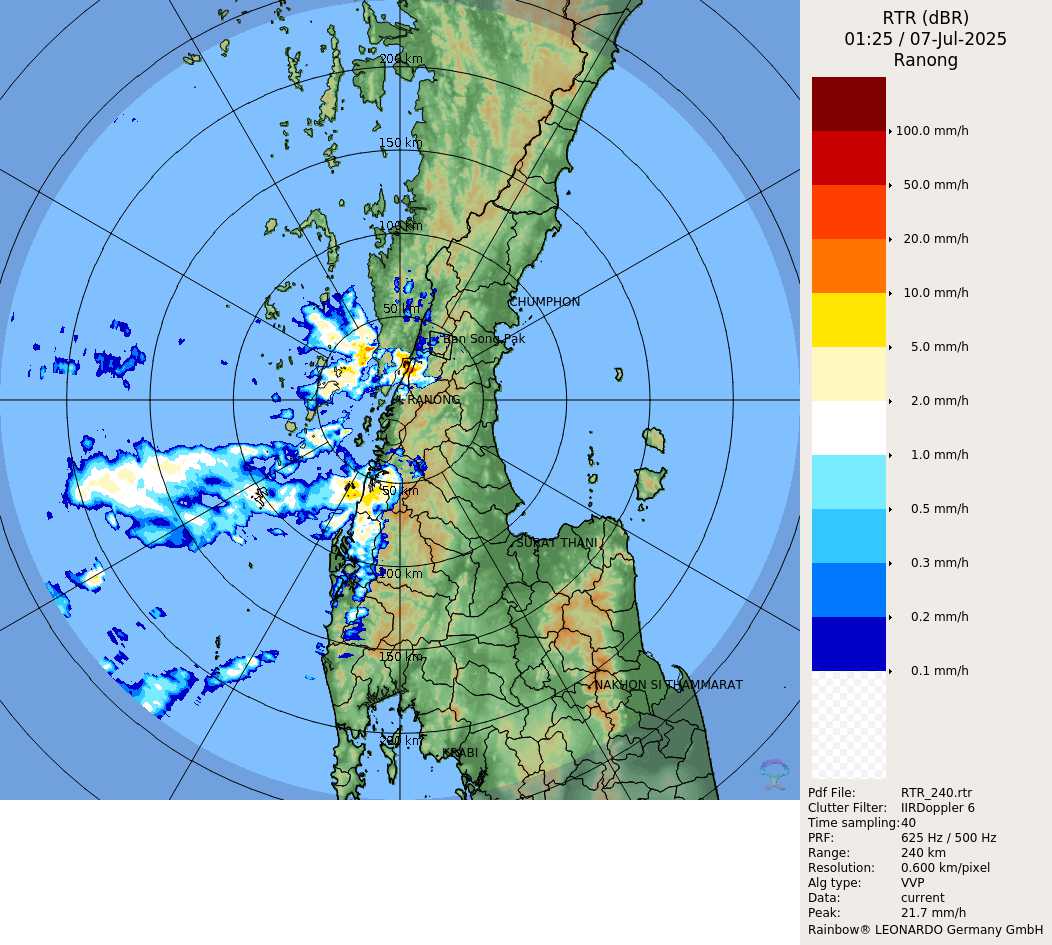 RTR (dBR)
01:25 / 07-Jul-2025
Ranong
100.0 mm/h
50.0 mm/h
20.0 mm/h
10.0 mm/h
5.0 mm/h
2.0 mm/h
1.0 mm/h
0.5 mm/h
0.3 mm/h
0.2 mm/h
0.1 mm/h
Pdf File: RTR_240.rtr
Clutter Filter: IIRDoppler 6
Time sampling: 40
PRF: 625 Hz / 500 Hz
Range: 240 km
Resolution: 0.600 km/pixel
Alg type: VVP
Data: current
Peak: 21.7 mm/h
Rainbow® LEONARDO Germany GmbH
200 km
150 km
100 km
CHUMPHON
50 km
Ban Song Pak
RANONG
50 km
SURAT THANI
100 km
150 km
NAKHON SI THAMMARAT
200 km
KRABI